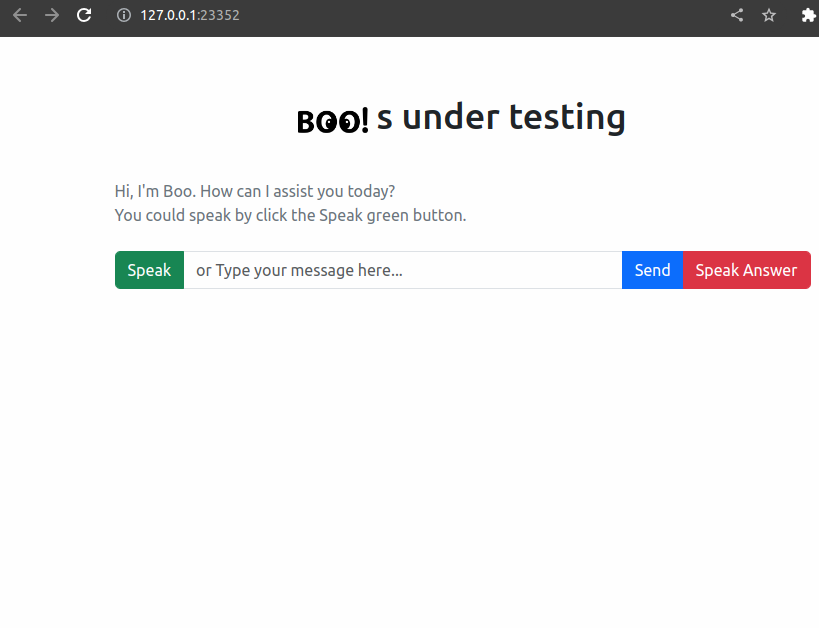 127.0.0.1:23352
BOO! s under testing
Hi, I'm Boo. How can I assist you today?
You could speak by click the Speak green button.
Speak or Type your message here... Send Speak Answer